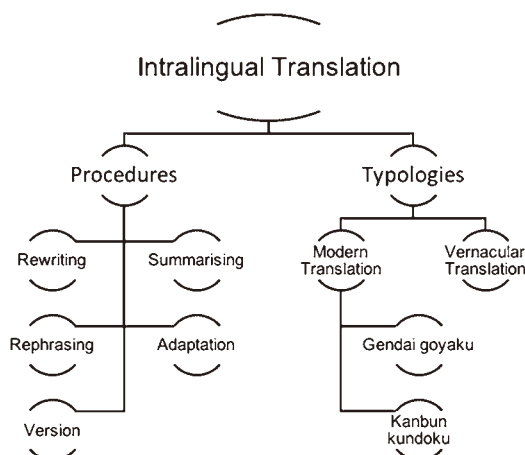 Intralingual Translation
Procedures
Typologies
Rewriting
Summarising
Modern
Translation
Vernacular
Translation
Rephrasing
Adaptation
Gendai goyaku
Version
Kanbun
kundoku